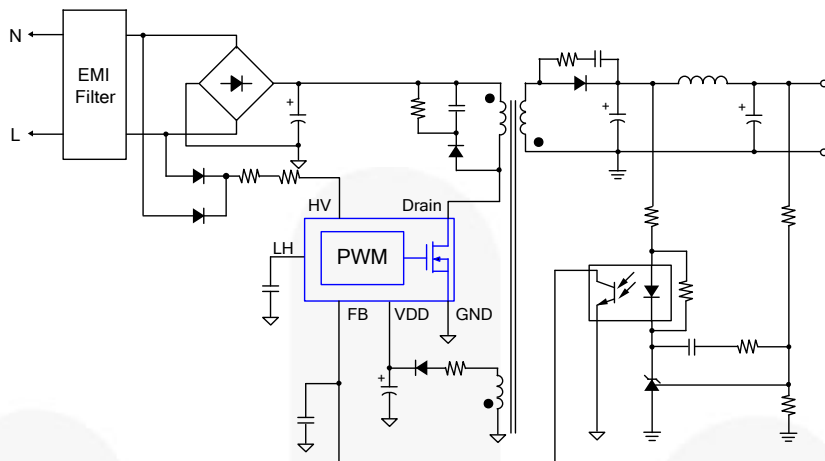 N
EMI
Filter
L
HV
Drain
LH
PWM
FB
VDD
GND
+
+
+
+